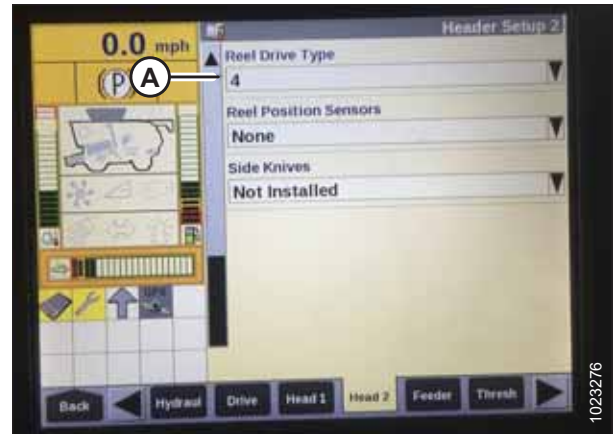 Header Setup 2
0.0 mph
(P)
A
Reel Drive Type
4
Reel Position Sensors
None
Side Knives
Not Installed
Back
Hydraul
Drive
Head 1
Head 2
Feeder
Thresh
1023276